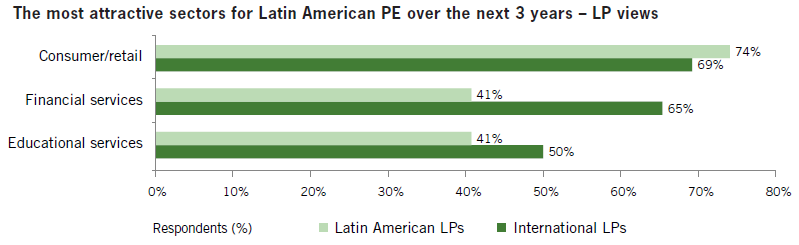 The most attractive sectors for Latin American PE over the next 3 years – LP views
Consumer/retail
74%
69%
Financial services
41%
65%
Educational services
41%
50%
0% 10% 20% 30% 40% 50% 60% 70% 80%
Respondents (%) Latin American LPs International LPs